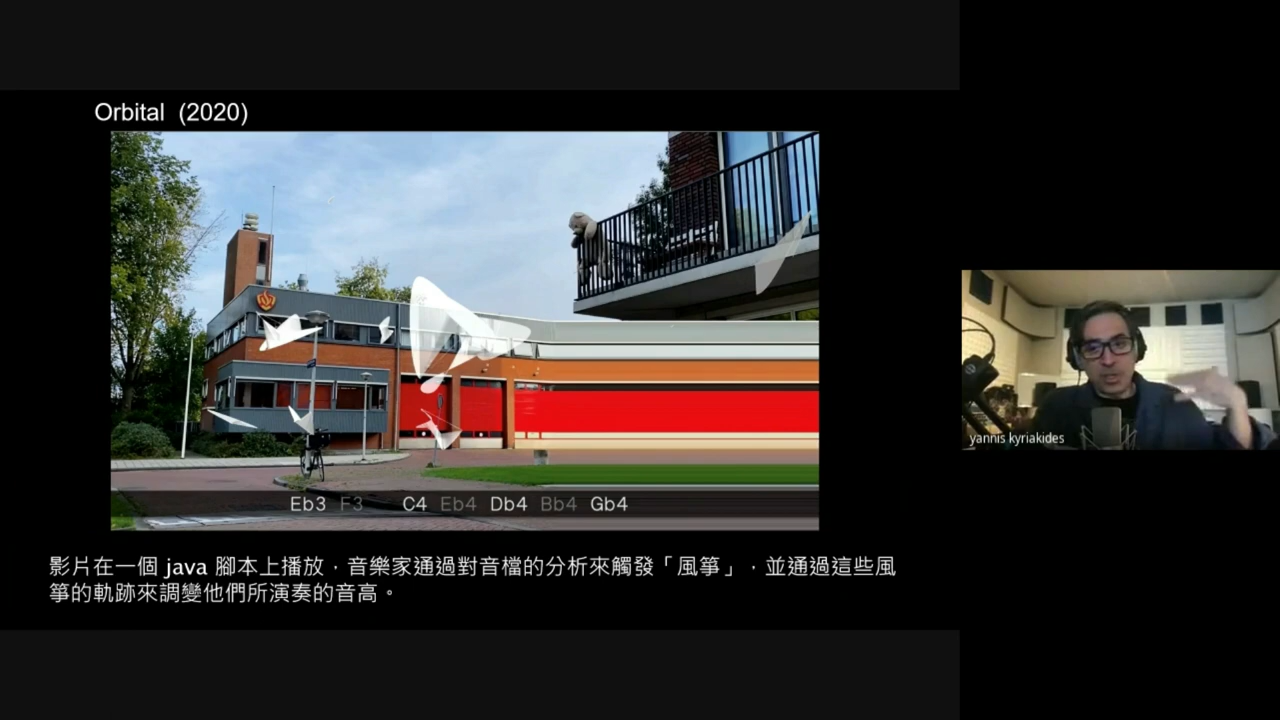 Orbital (2020)
Eb3 F3 C4 Eb4 Db4 Bb4 Gb4
yannis kyriakides
影片在一個 java 腳本上播放，音樂家通過對音檔的分析來觸發「風箏」，並通過這些風
箏的軌跡來調變他們所演奏的音高。